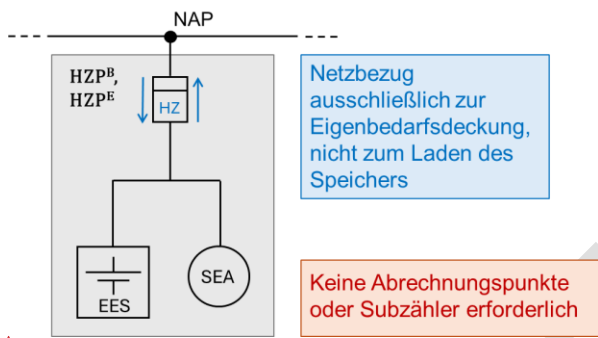 NAP
HZPᴮ,
HZPᴱ
HZ
Netzbezug
ausschließlich zur
Eigenbedarfsdeckung,
nicht zum Laden des
Speichers
EES
SEA
Keine Abrechnungspunkte
oder Subzähler erforderlich